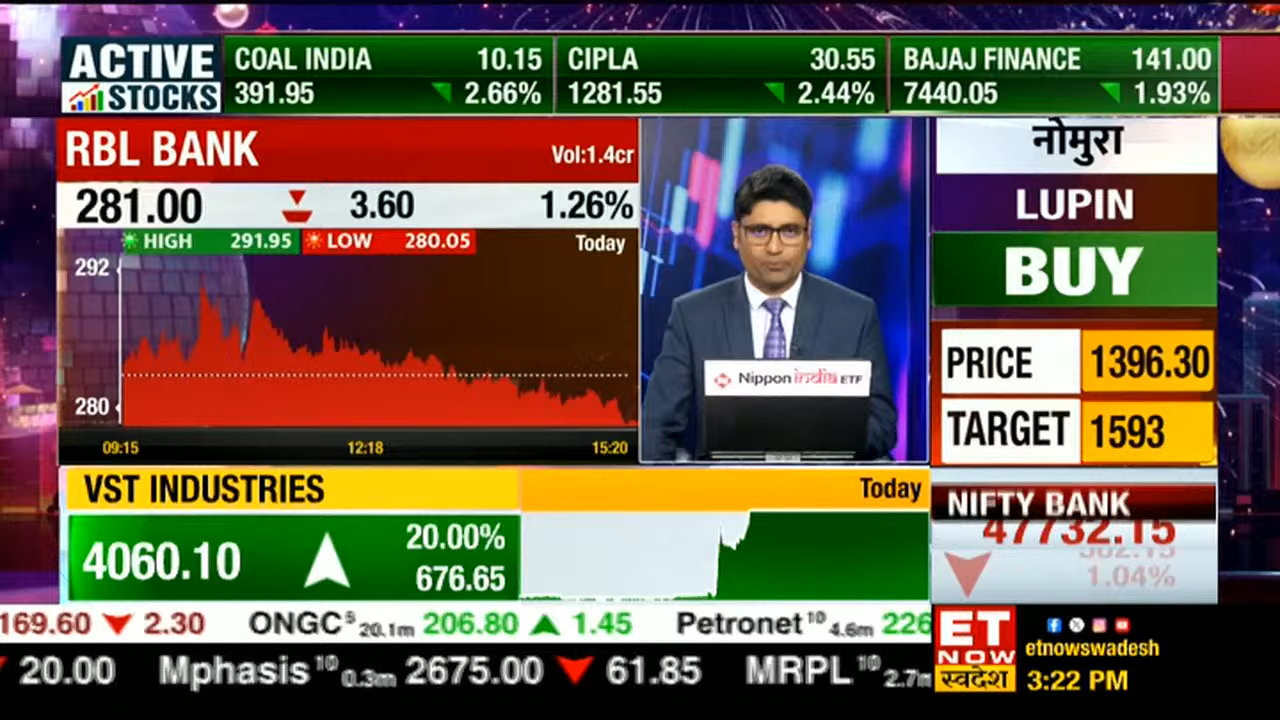 ACTIVE STOCKS
COAL INDIA 10.15
391.95 2.66%
CIPLA 30.55
1281.55 2.44%
BAJAJ FINANCE 141.00
7440.05 1.93%
RBL BANK Vol:1.4cr
281.00 3.60 1.26%
HIGH 291.95 LOW 280.05 Today
292
280
09:15 12:18 15:20
Nippon india ETF
नोमुरा
LUPIN
BUY
PRICE 1396.30
TARGET 1593
VST INDUSTRIES Today
4060.10 20.00%
676.65
NIFTY BANK
47732.15
1.04%
169.60 2.30 ONGC 5 20.1m 206.80 1.45 Petronet 10 4.6m 226
20.00 Mphasis 10 0.3m 2675.00 61.85 MRPL 10 2.7m
ET NOW स्वदेश
etnowswadesh
3:22 PM